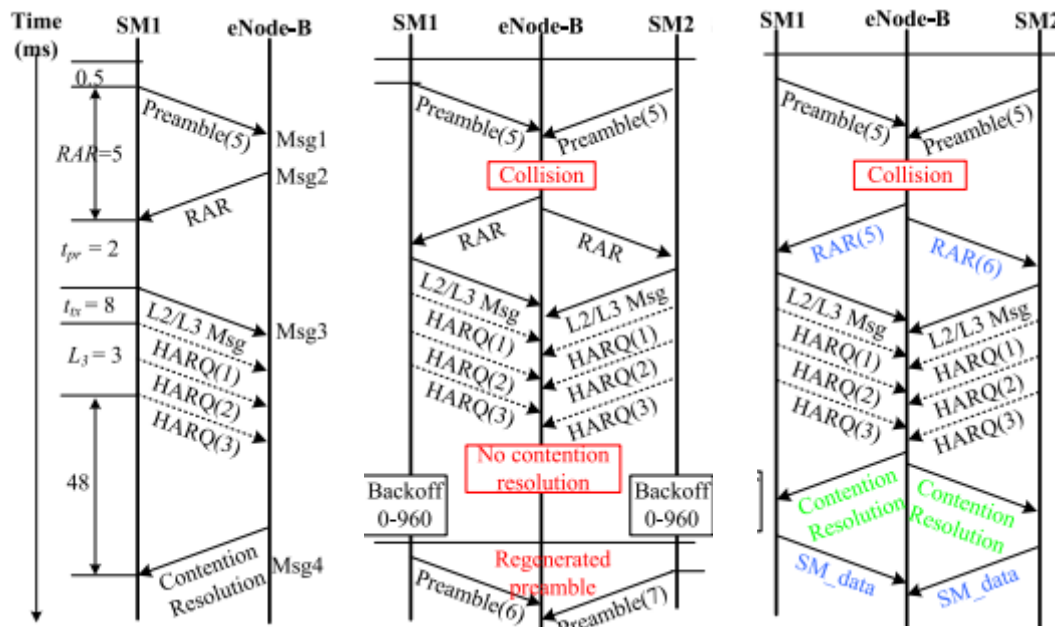 Time
(ms)
SM1
eNode-B
0.5
Preamble(5)
Msg1
RAR=5
Msg2
RAR
t_pr = 2
t_tx = 8
L2/L3 Msg
Msg3
L_3 = 3
HARQ(1)
HARQ(2)
HARQ(3)
48
Contention
Resolution
Msg4
SM1
eNode-B
SM2
Preamble(5)
Preamble(5)
Collision
RAR
RAR
L2/L3 Msg
L2/L3 Msg
HARQ(1)
HARQ(1)
HARQ(2)
HARQ(2)
HARQ(3)
HARQ(3)
No contention
resolution
Backoff
0-960
Backoff
0-960
Regenerated
preamble
Preamble(6)
Preamble(7)
SM1
eNode-B
SM2
Preamble(5)
Preamble(5)
Collision
RAR(5)
RAR(6)
L2/L3 Msg
L2/L3 Msg
HARQ(1)
HARQ(1)
HARQ(2)
HARQ(2)
HARQ(3)
HARQ(3)
Contention
Resolution
Contention
Resolution
SM_data
SM_data